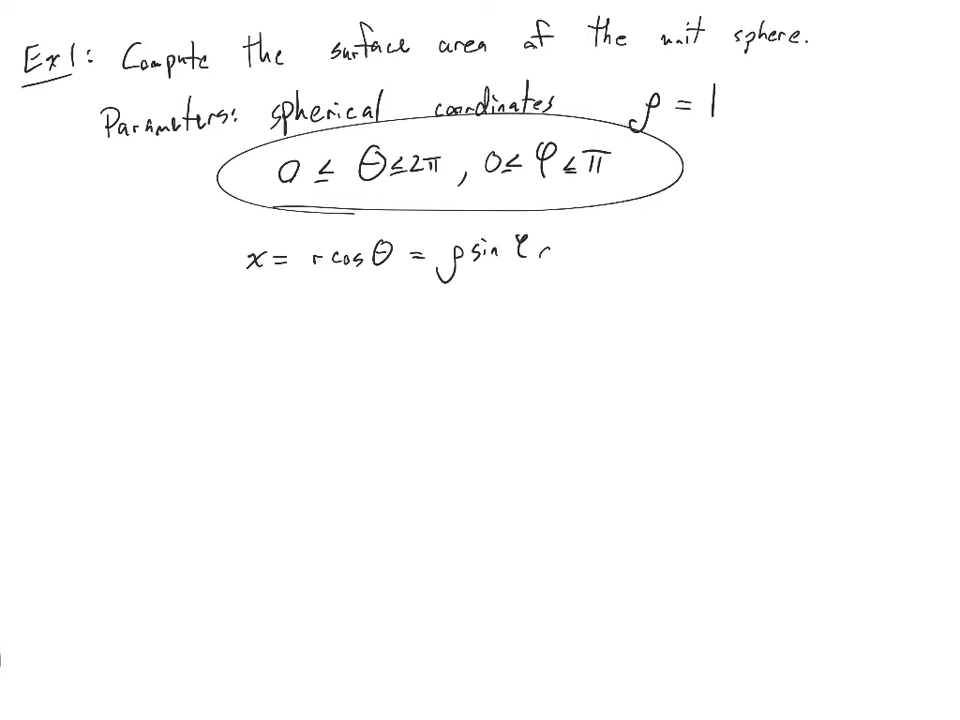 Ex1: Compute the surface area of the unit sphere.
Parameters: spherical coordinates ρ = 1
0 ≤ θ ≤ 2π , 0 ≤ φ ≤ π
x = r cos θ = ρ sin φ r